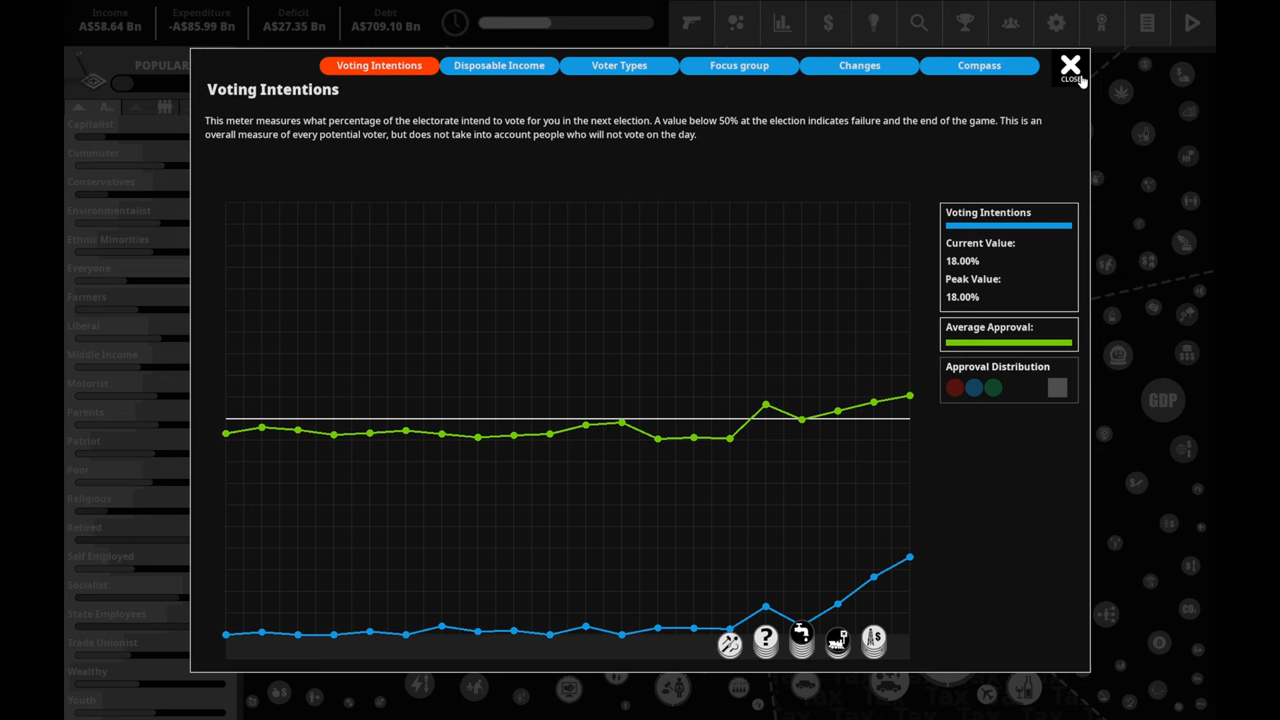 Income
Expenditure
Deficit
Debt
A$58.64 Bn
-A$85.99 Bn
A$27.35 Bn
A$709.10 Bn
POPULAR
Voting Intentions
Disposable Income
Voter Types
Focus group
Changes
Compass
CLOSE
Voting Intentions
This meter measures what percentage of the electorate intend to vote for you in the next election. A value below 50% at the election indicates failure and the end of the game. This is an
overall measure of every potential voter, but does not take into account people who will not vote on the day.
Capitalist
Commuter
Conservatives
Environmentalist
Ethnic Minorities
Everyone
Farmers
Liberal
Middle Income
Motorist
Parents
Patriot
Poor
Religious
Retired
Self Employed
Socialist
State Employees
Trade Unionist
Wealthy
Youth
Voting Intentions
Current Value:
18.00%
Peak Value:
18.00%
Average Approval:
Approval Distribution
GDP
CO₂
Tax Tax Tax Tax Tax